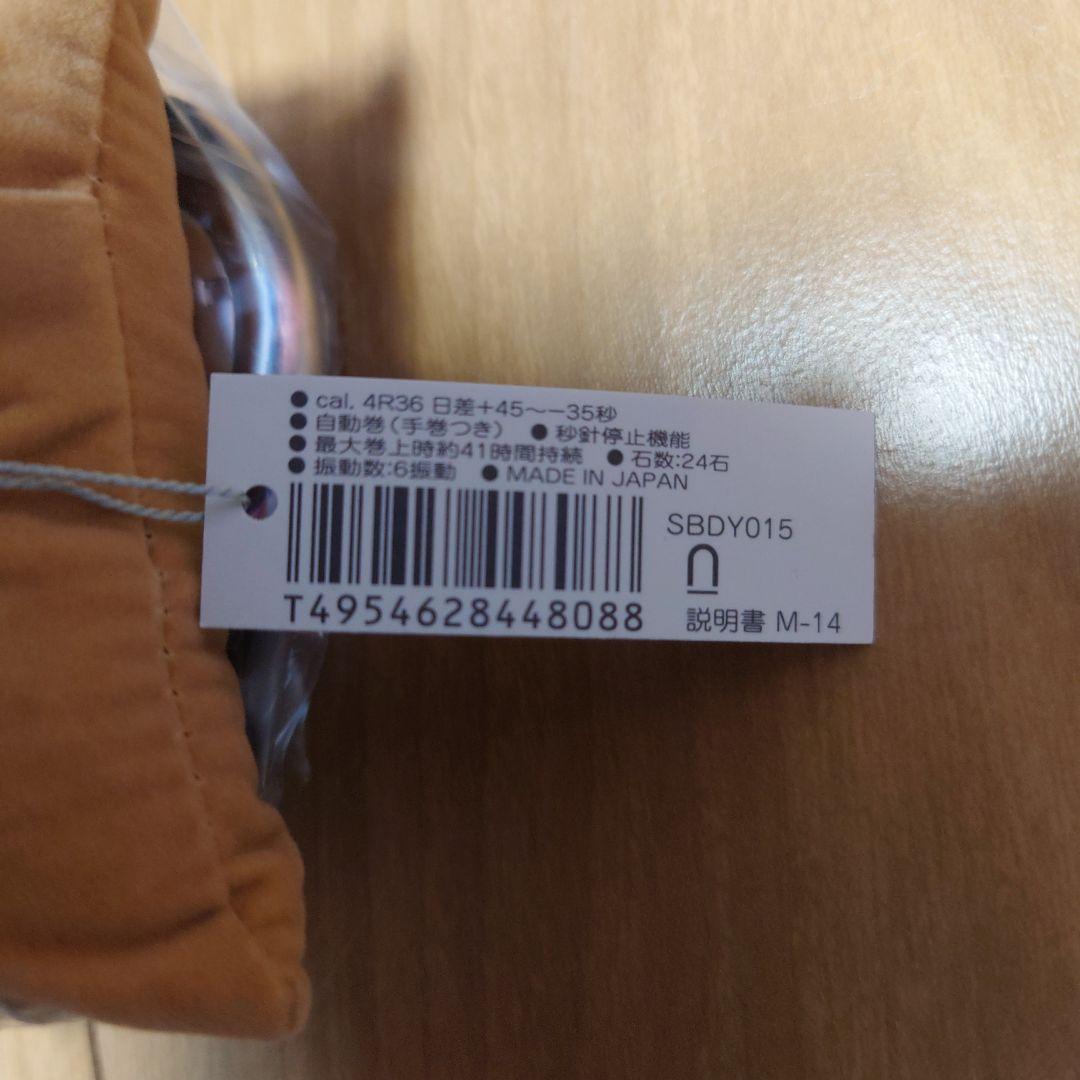 ● cal. 4R36 日差+45～−35秒
● 自動巻(手巻つき) ● 秒針停止機能
● 最大巻上時約41時間持続 ● 石数:24石
● 振動数:6振動 ● MADE IN JAPAN
SBDY015
T4954628448088
説明書 M-14